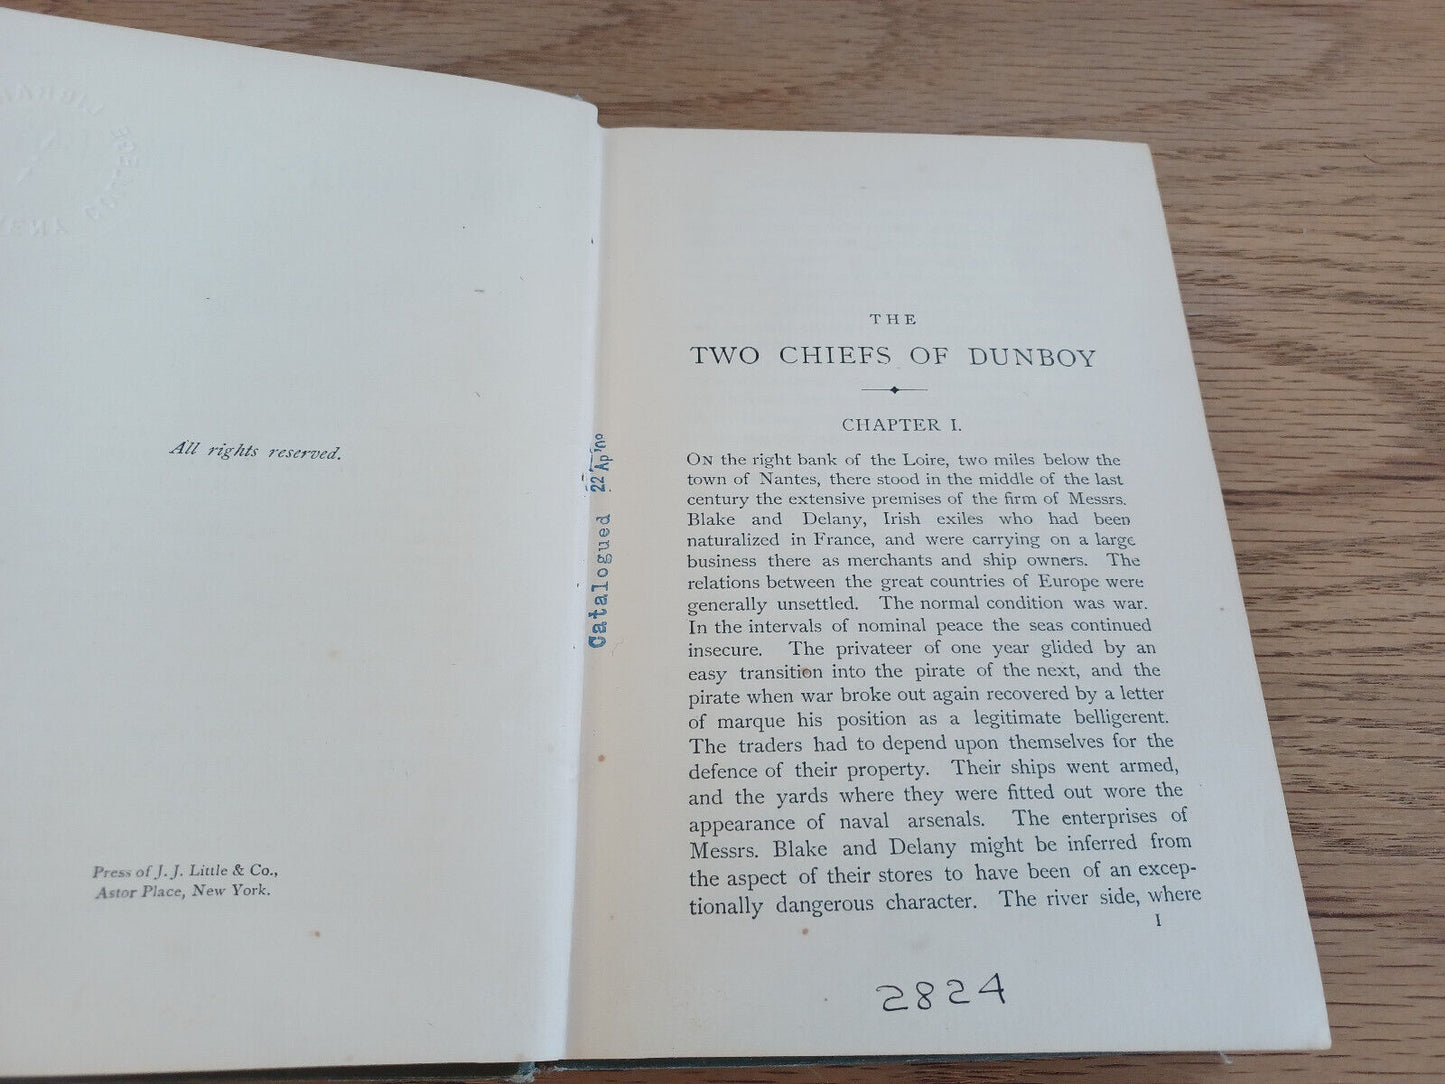 All rights reserved.
Press of J. J. Little & Co.,
Astor Place, New York.
Catalogued 22 Ap '09
THE
TWO CHIEFS OF DUNBOY
CHAPTER I.
ON the right bank of the Loire, two miles below the
town of Nantes, there stood in the middle of the last
century the extensive premises of the firm of Messrs.
Blake and Delany, Irish exiles who had been
naturalized in France, and were carrying on a large
business there as merchants and ship owners. The
relations between the great countries of Europe were
generally unsettled. The normal condition was war.
In the intervals of nominal peace the seas continued
insecure. The privateer of one year glided by an
easy transition into the pirate of the next, and the
pirate when war broke out again recovered by a letter
of marque his position as a legitimate belligerent.
The traders had to depend upon themselves for the
defence of their property. Their ships went armed,
and the yards where they were fitted out wore the
appearance of naval arsenals. The enterprises of
Messrs. Blake and Delany might be inferred from
the aspect of their stores to have been of an excep-
tionally dangerous character. The river side, where
1
2824